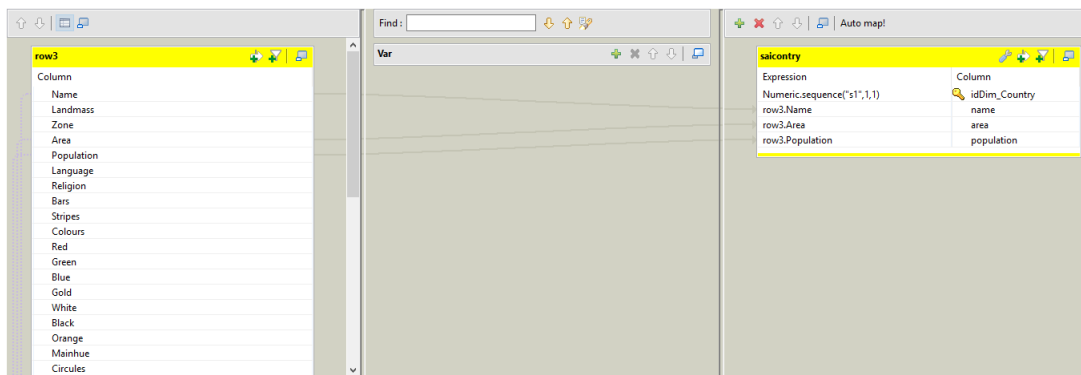 Find :
Auto map!
row3
Column
Name
Landmass
Zone
Area
Population
Language
Religion
Bars
Stripes
Colours
Red
Green
Blue
Gold
White
Black
Orange
Mainhue
Circules
Var
saicontry
Expression Column
Numeric.sequence("s1",1,1) idDim_Country
row3.Name name
row3.Area area
row3.Population population